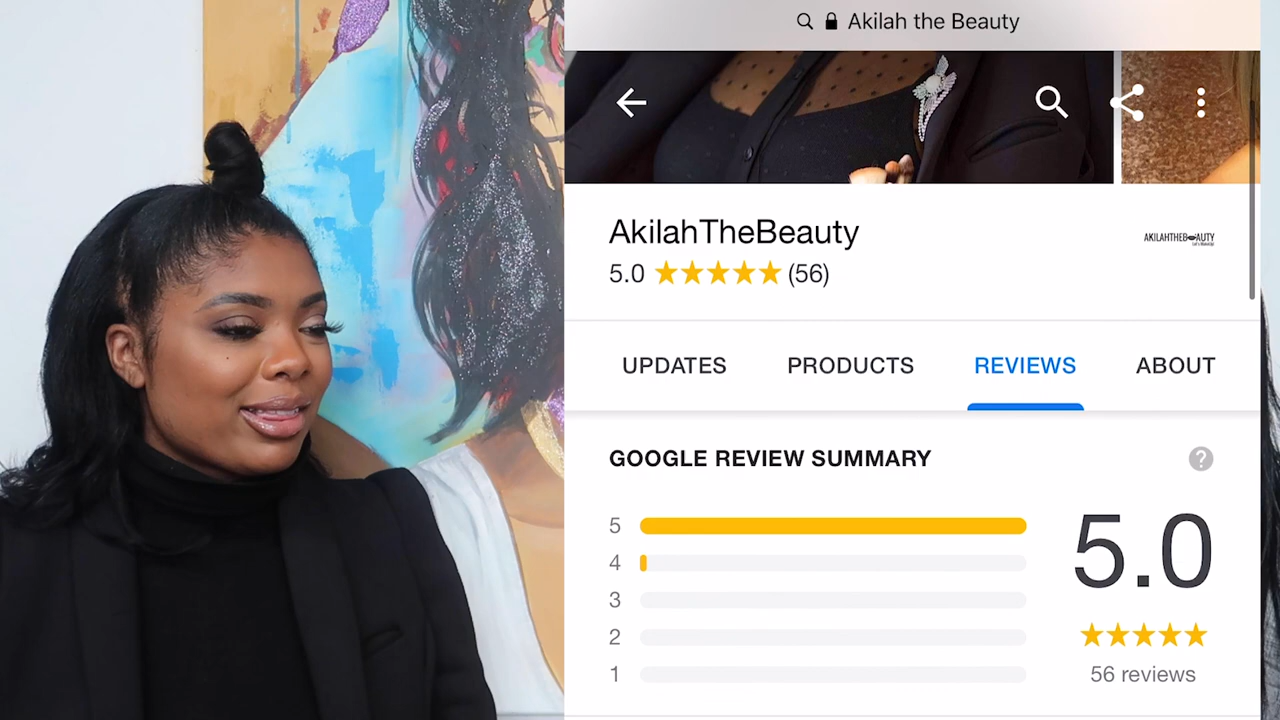 Akilah the Beauty
AkilahTheBeauty
AKILAHTHEBEAUTY
5.0 (56)
UPDATES PRODUCTS REVIEWS ABOUT
GOOGLE REVIEW SUMMARY
?
5
4
3
2
1
5.0
56 reviews